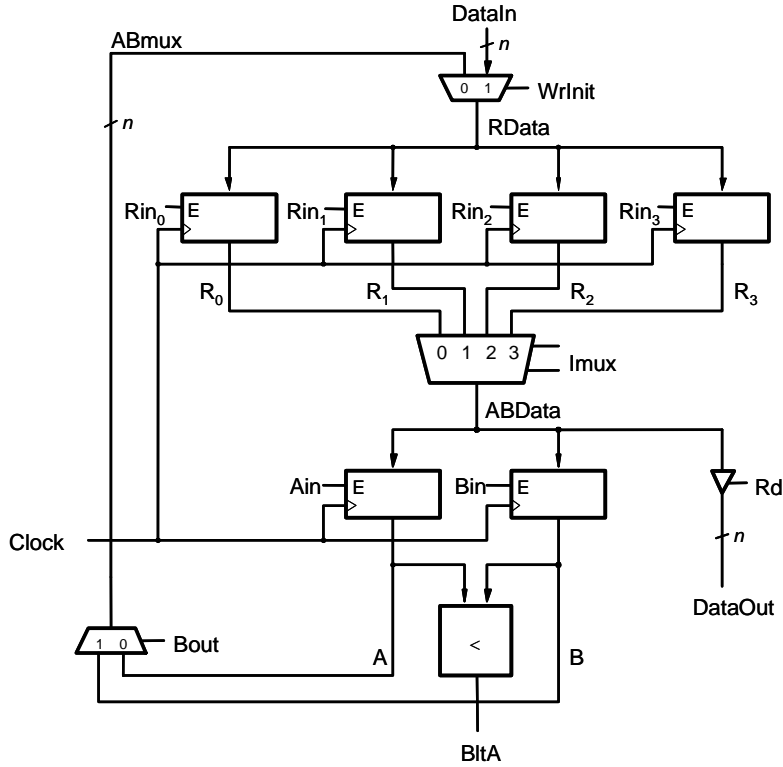 DataIn
ABmux
n
0 1
WrInit
n
RData
Rin0 E
Rin1 E
Rin2 E
Rin3 E
R0
R1
R2
R3
0 1 2 3
Imux
ABData
Ain E
Bin E
Rd
Clock
n
DataOut
1 0
Bout
A
<
B
BltA